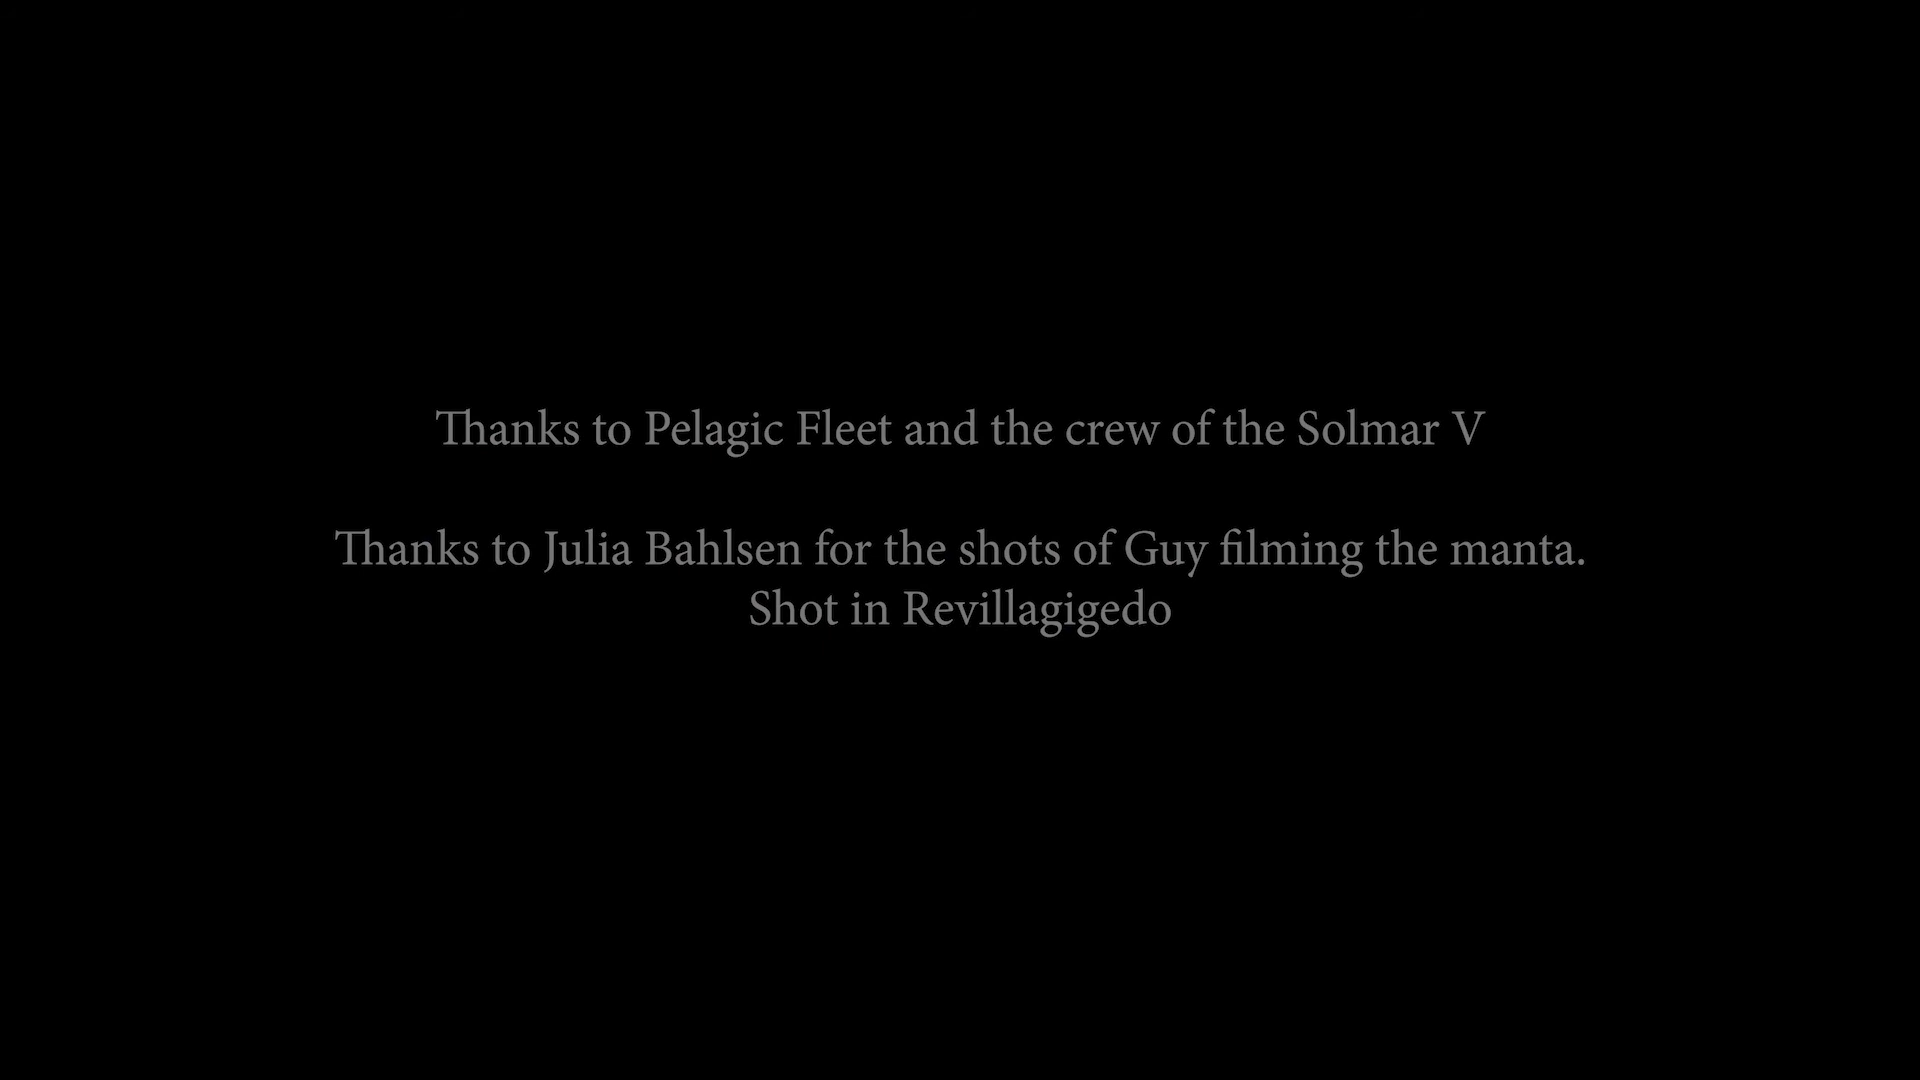 Thanks to Pelagic Fleet and the crew of the Solmar V
Thanks to Julia Bahlsen for the shots of Guy filming the manta.
Shot in Revillagigedo